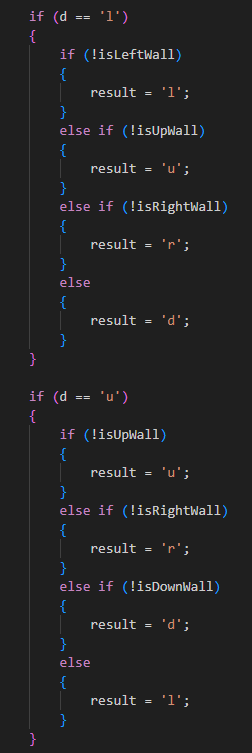 if (d == 'l')
{
    if (!isLeftWall)
    {
        result = 'l';
    }
    else if (!isUpWall)
    {
        result = 'u';
    }
    else if (!isRightWall)
    {
        result = 'r';
    }
    else
    {
        result = 'd';
    }
}

if (d == 'u')
{
    if (!isUpWall)
    {
        result = 'u';
    }
    else if (!isRightWall)
    {
        result = 'r';
    }
    else if (!isDownWall)
    {
        result = 'd';
    }
    else
    {
        result = 'l';
    }
}